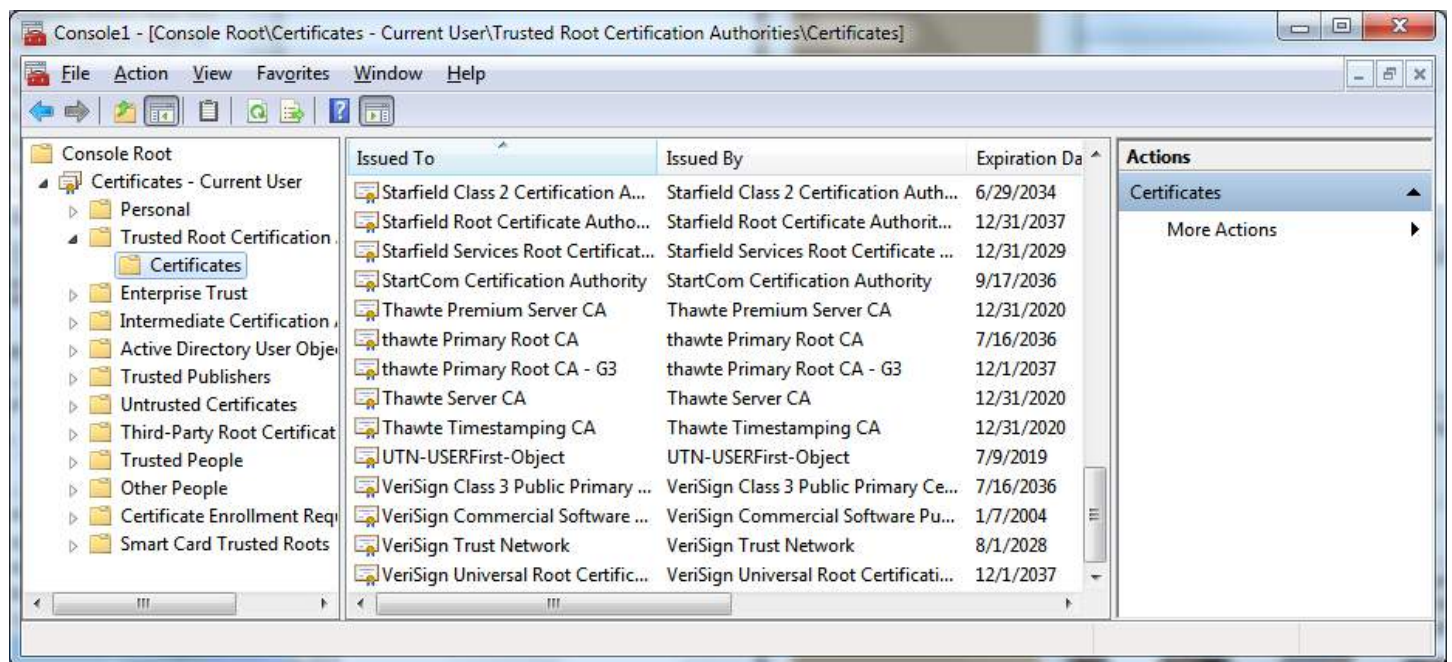 Console1 - [Console Root\Certificates - Current User\Trusted Root Certification Authorities\Certificates]
File Action View Favorites Window Help
Console Root
Certificates - Current User
Personal
Trusted Root Certification
Certificates
Enterprise Trust
Intermediate Certification
Active Directory User Obje
Trusted Publishers
Untrusted Certificates
Third-Party Root Certificat
Trusted People
Other People
Certificate Enrollment Requ
Smart Card Trusted Roots
Issued To Issued By Expiration Da
Starfield Class 2 Certification A... Starfield Class 2 Certification Auth... 6/29/2034
Starfield Root Certificate Autho... Starfield Root Certificate Authorit... 12/31/2037
Starfield Services Root Certificat... Starfield Services Root Certificate ... 12/31/2029
StartCom Certification Authority StartCom Certification Authority 9/17/2036
Thawte Premium Server CA Thawte Premium Server CA 12/31/2020
thawte Primary Root CA thawte Primary Root CA 7/16/2036
thawte Primary Root CA - G3 thawte Primary Root CA - G3 12/1/2037
Thawte Server CA Thawte Server CA 12/31/2020
Thawte Timestamping CA Thawte Timestamping CA 12/31/2020
UTN-USERFirst-Object UTN-USERFirst-Object 7/9/2019
VeriSign Class 3 Public Primary ... VeriSign Class 3 Public Primary Ce... 7/16/2036
VeriSign Commercial Software ... VeriSign Commercial Software Pu... 1/7/2004
VeriSign Trust Network VeriSign Trust Network 8/1/2028
VeriSign Universal Root Certific... VeriSign Universal Root Certificati... 12/1/2037
Actions
Certificates
More Actions